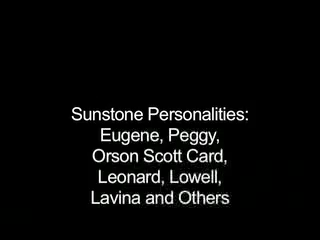 Sunstone Personalities:
Eugene, Peggy,
Orson Scott Card,
Leonard, Lowell,
Lavina and Others